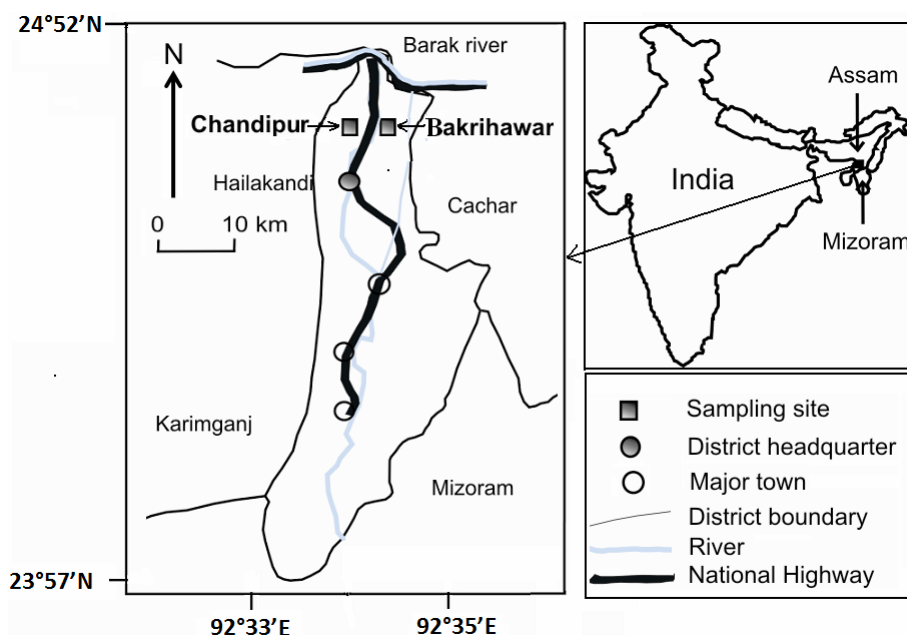 24°52’N
Barak river
N
Chandipur
Bakrihawar
Hailakandi
Cachar
0 10 km
Karimganj
Mizoram
23°57’N
92°33’E
92°35’E
Assam
India
Mizoram
Sampling site
District headquarter
Major town
District boundary
River
National Highway